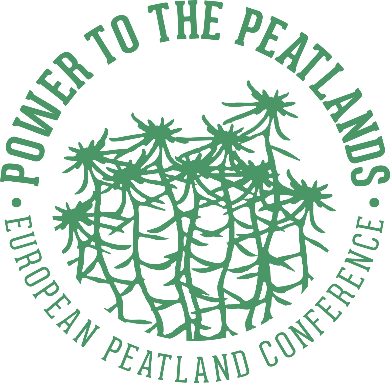 POWER TO THE PEATLANDS
EUROPEAN PEATLAND CONFERENCE